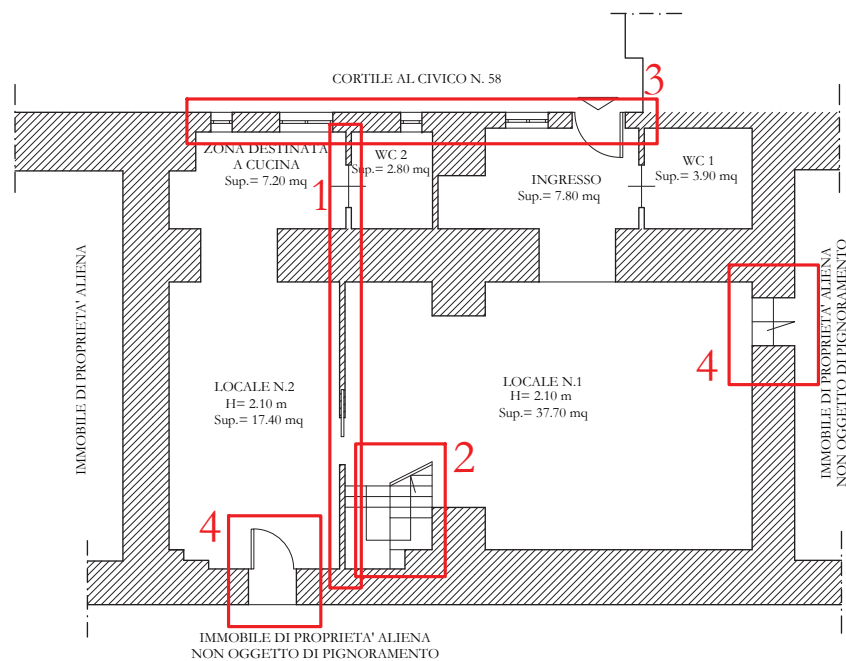 CORTILE AL CIVICO N. 58
3
ZONA DESTINATA
A CUCINA
Sup.= 7.20 mq
1
WC 2
Sup.= 2.80 mq
INGRESSO
Sup.= 7.80 mq
WC 1
Sup.= 3.90 mq
IMMOBILE DI PROPRIETA' ALIENA
LOCALE N.2
H= 2.10 m
Sup.= 17.40 mq
LOCALE N.1
H= 2.10 m
Sup.= 37.70 mq
4
IMMOBILE DI PROPRIETA' ALIENA
NON OGGETTO DI PIGNORAMENTO
2
4
IMMOBILE DI PROPRIETA' ALIENA
NON OGGETTO DI PIGNORAMENTO